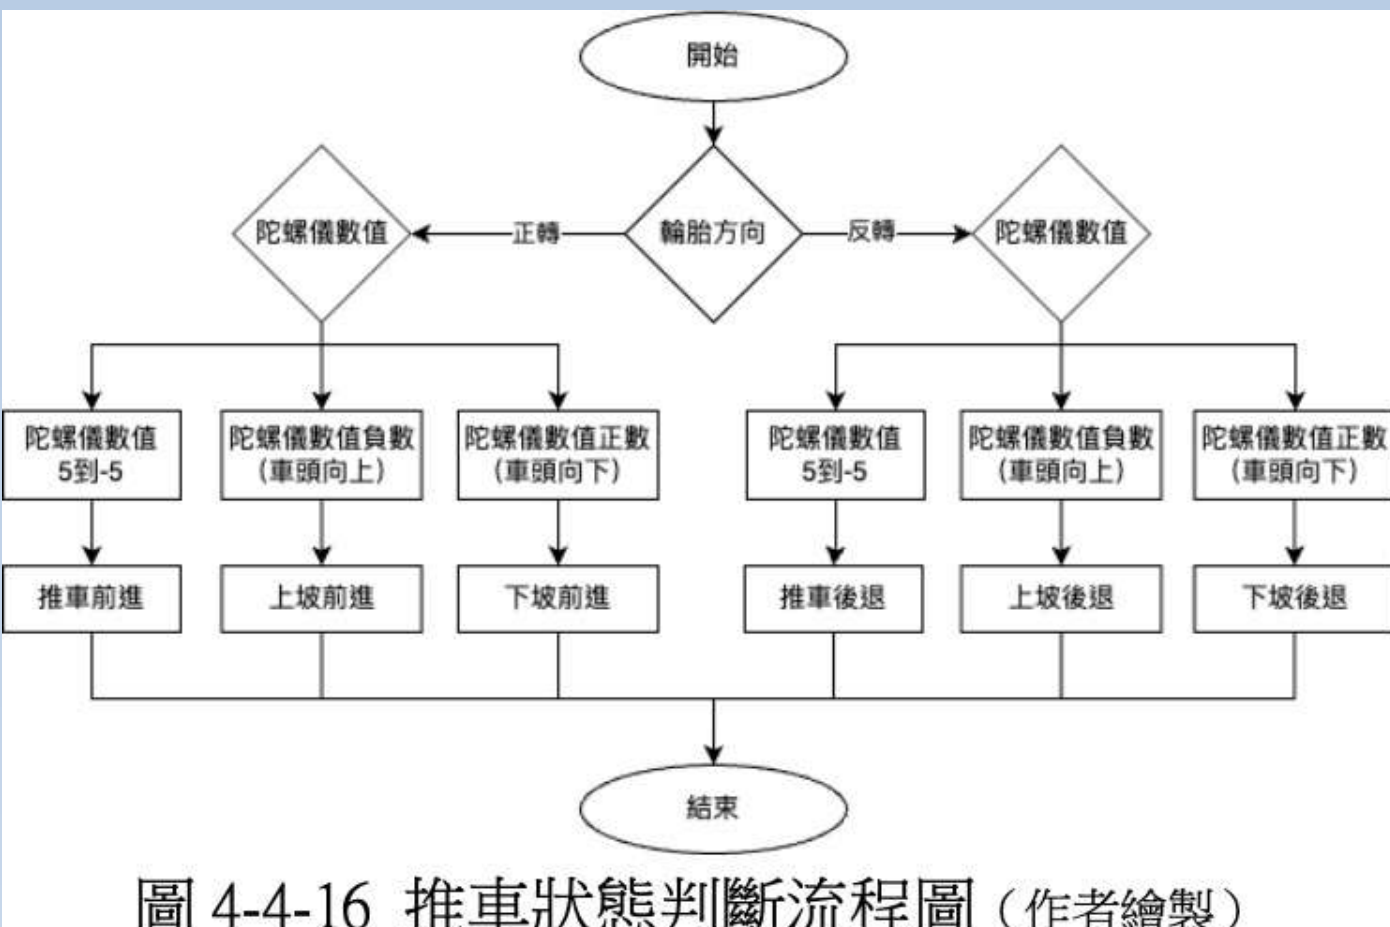 開始
陀螺儀數值
正轉
輪胎方向
反轉
陀螺儀數值
陀螺儀數值
5到-5
陀螺儀數值負數
(車頭向上)
陀螺儀數值正數
(車頭向下)
陀螺儀數值
5到-5
陀螺儀數值負數
(車頭向上)
陀螺儀數值正數
(車頭向下)
推車前進
上坡前進
下坡前進
推車後退
上坡後退
下坡後退
結束
圖 4-4-16 推車狀態判斷流程圖（作者繪製）